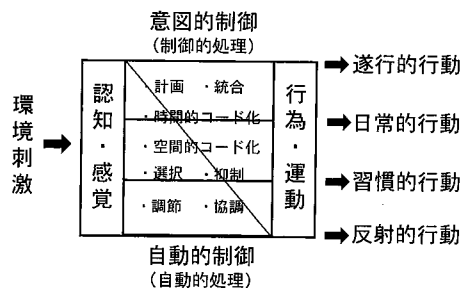 意図的制御
(制御的処理)
環境刺激
認知・感覚
・計画 ・統合
・時間的コード化
・空間的コード化
・選択 ・抑制
・調節 ・協調
行為・運動
遂行的行動
日常的行動
習慣的行動
反射的行動
自動的制御
(自動的処理)